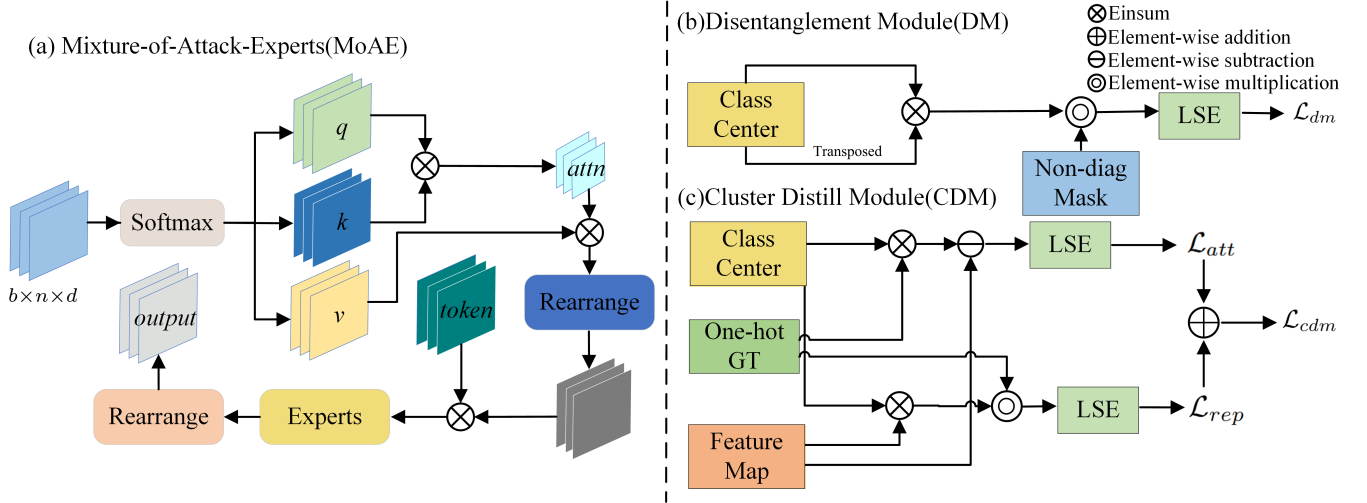 (a) Mixture-of-Attack-Experts(MoAE)
q
k
v
attn
b×n×d
Softmax
output
token
Rearrange
Rearrange
Experts
(b)Disentanglement Module(DM)
Einsum
Element-wise addition
Element-wise subtraction
Element-wise multiplication
Class
Center
Transposed
LSE
ℒdm
Non-diag
Mask
(c)Cluster Distill Module(CDM)
Class
Center
LSE
ℒatt
One-hot
GT
ℒcdm
LSE
ℒrep
Feature
Map